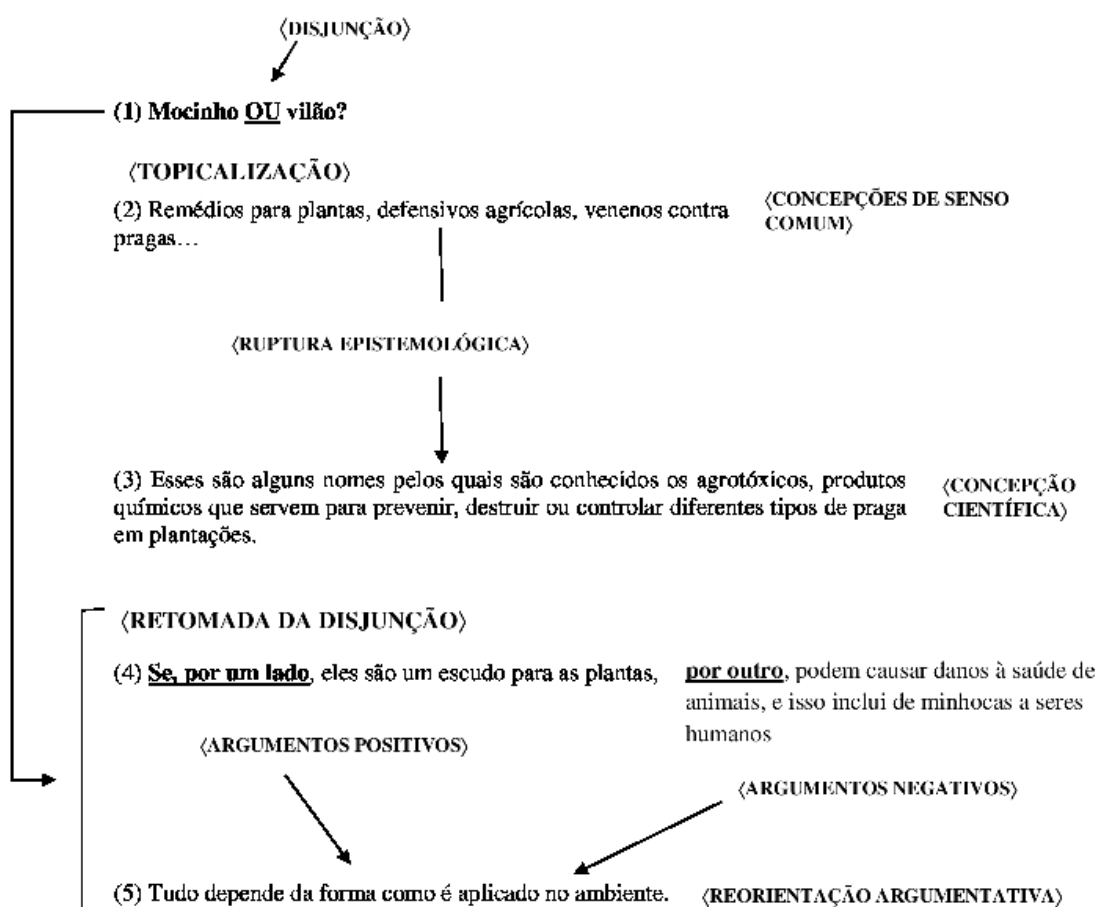 ⟨DISJUNÇÃO⟩
(1) Mocinho OU vilão?
⟨TOPICALIZAÇÃO⟩
(2) Remédios para plantas, defensivos agrícolas, venenos contra
pragas…
⟨CONCEPÇÕES DE SENSO
COMUM⟩
⟨RUPTURA EPISTEMOLÓGICA⟩
(3) Esses são alguns nomes pelos quais são conhecidos os agrotóxicos, produtos
químicos que servem para prevenir, destruir ou controlar diferentes tipos de praga
em plantações.
⟨CONCEPÇÃO
CIENTÍFICA⟩
⟨RETOMADA DA DISJUNÇÃO⟩
(4) Se, por um lado, eles são um escudo para as plantas,
por outro, podem causar danos à saúde de
animais, e isso inclui de minhocas a seres
humanos
⟨ARGUMENTOS POSITIVOS⟩
⟨ARGUMENTOS NEGATIVOS⟩
(5) Tudo depende da forma como é aplicado no ambiente.
⟨REORIENTAÇÃO ARGUMENTATIVA⟩